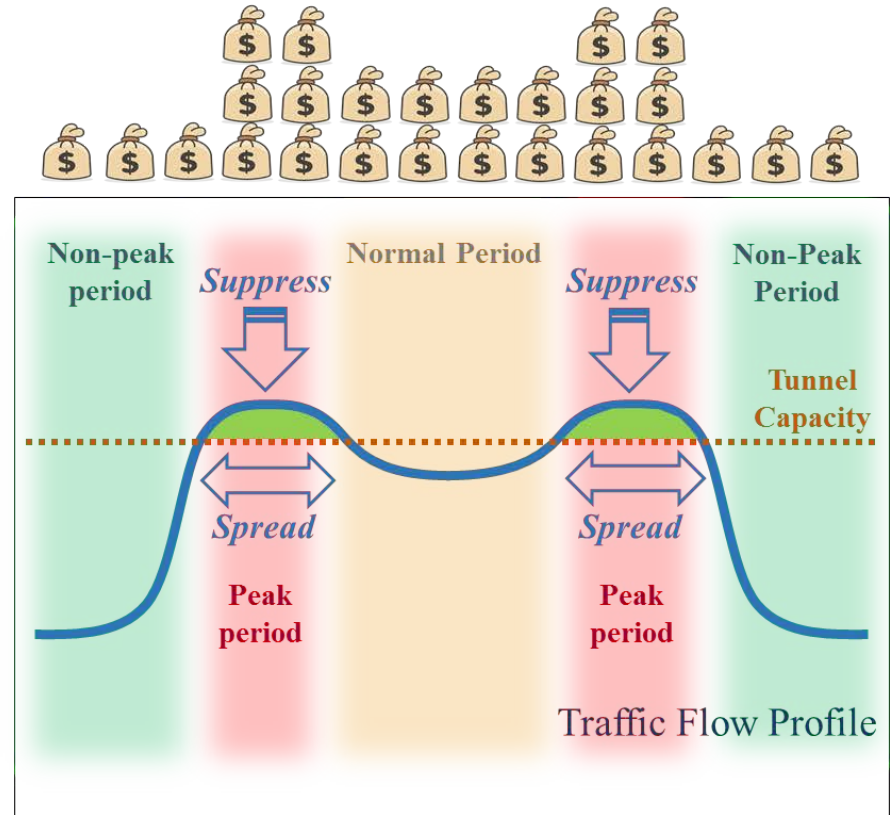 $ $ $ $
$ $ $ $ $ $ $ $
$ $ $ $ $ $ $ $ $ $ $ $ $ $
Non-peak
period
Suppress
Normal Period
Suppress
Non-Peak
Period
Tunnel
Capacity
Spread
Spread
Peak
period
Peak
period
Traffic Flow Profile